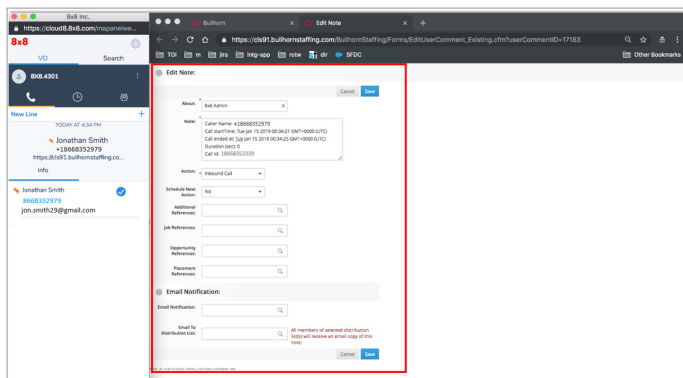 8x8 Inc.
https://cloud8.8x8.com/mepanel/we...
8x8
VO
Search
8X8.4301
New Line
+
TODAY AT 4:34 PM
Jonathan Smith
+18668352979
https://cls91.bullhornstaffing.co...
Info
Jonathan Smith
8668352979
jon.smith29@gmail.com
Bullhorn
Edit Note
https://cls91.bullhornstaffing.com/BullhornStaffing/Forms/EditUserComment_Existing.cfm?userCommentID=17183
TOI
m
jira
intg-app
rotw
dir
SFDC
Other Bookmarks
Edit Note:
Cancel
Save
About:
8x8 Admin
Note:
Caller Name: +18668352979
Call startTime: Tue Jan 15 2019 00:34:21 GMT+0000 (UTC)
Call ended at: Tue Jan 15 2019 00:34:25 GMT+0000 (UTC)
Duration (sec): 0
Call Id: 18668352339
Action:
Inbound Call
Schedule Next
Action:
No
Additional
References:
Job References:
Opportunity
References:
Placement
References:
Email Notification:
Email Notification:
Email To
Distribution List:
All members of selected distribution
list(s) will receive an email copy of this
note.
Cancel
Save